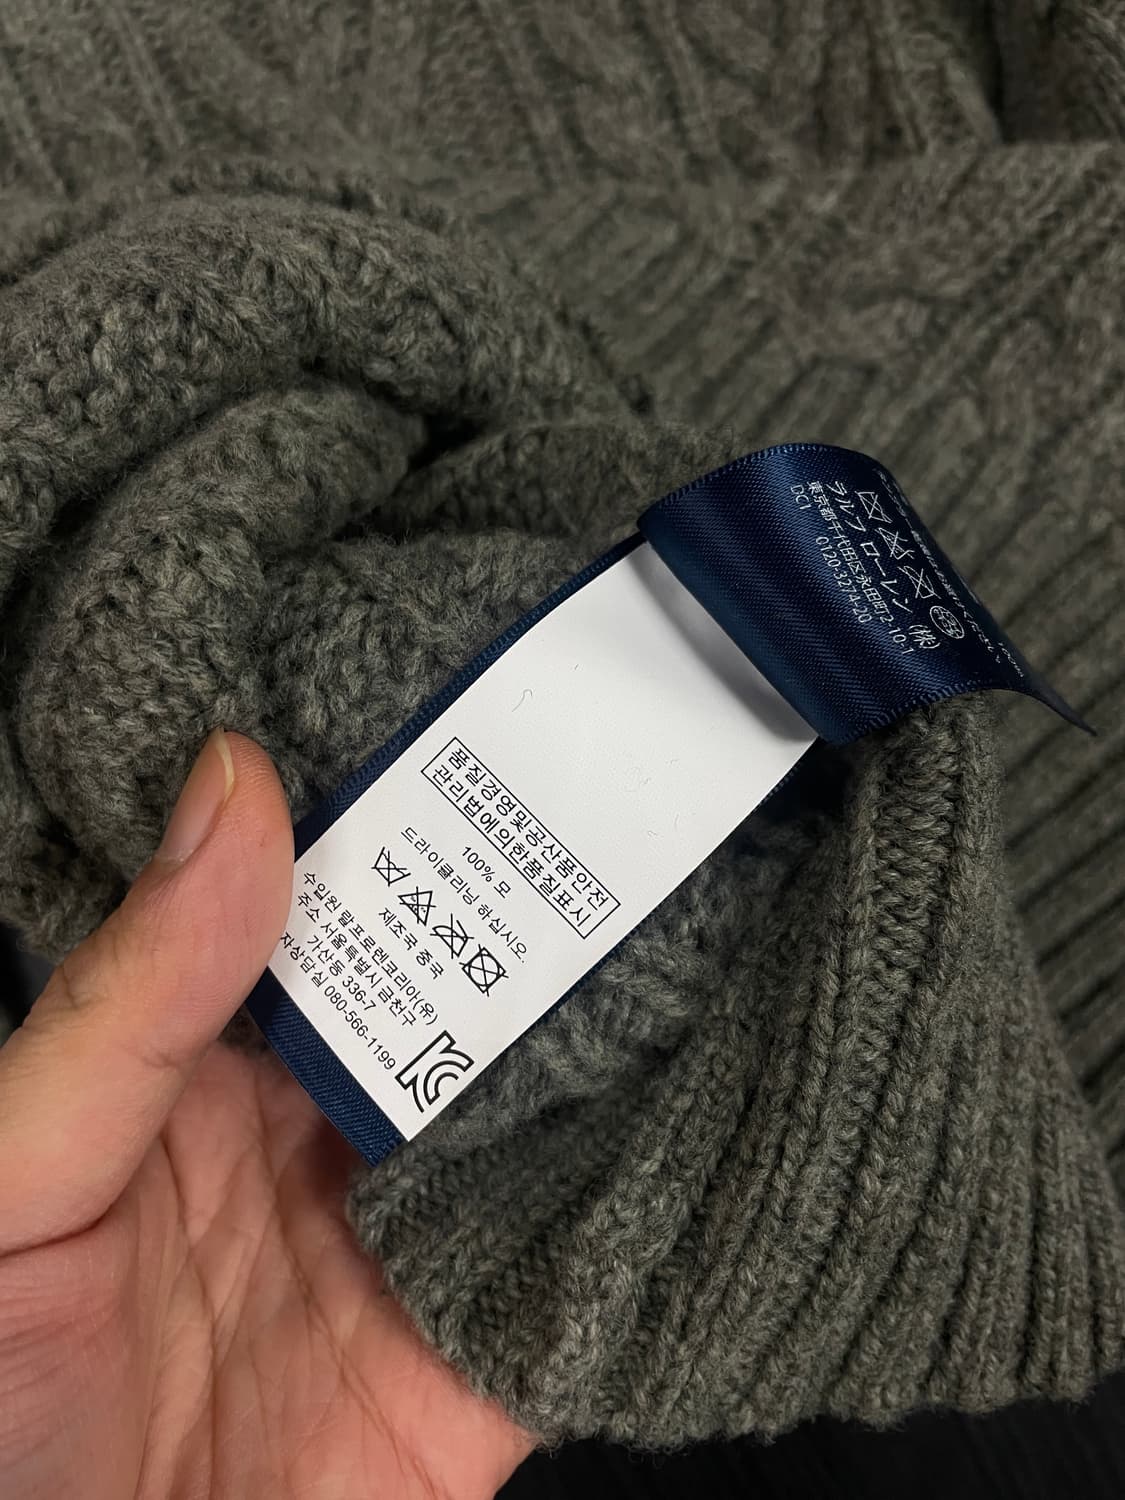 ラルフ ローレン (株)
東京都千代田区永田町2-10-1
0120-3274-20
DC1
품질경영및공산품안전
관리법에의한품질표시
100% 모
드라이클리닝 하십시오.
제조국 중국
수입원 랄프로렌코리아(유)
주소 서울특별시 금천구
가산동 336-7
자상담실 080-566-1199